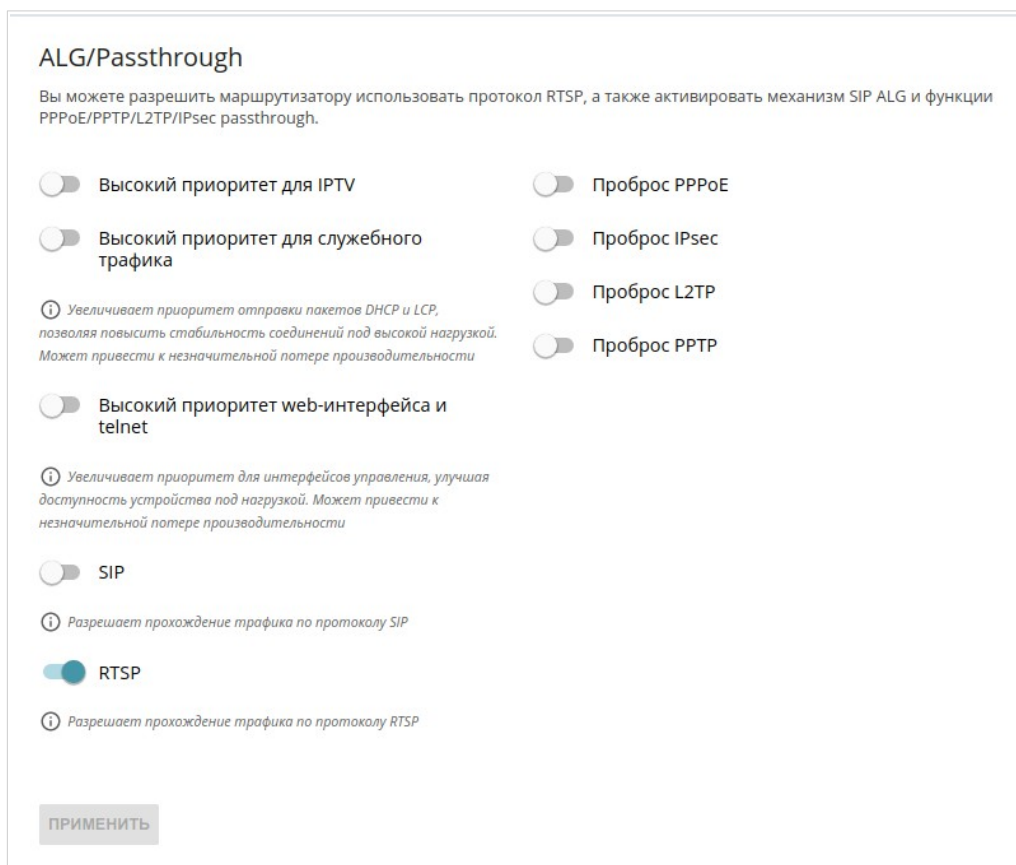 ALG/Passthrough
Вы можете разрешить маршрутизатору использовать протокол RTSP, а также активировать механизм SIP ALG и функции
PPPoE/PPTP/L2TP/IPsec passthrough.
Высокий приоритет для IPTV
Высокий приоритет для служебного
трафика
Увеличивает приоритет отправки пакетов DHCP и LCP,
позволяя повысить стабильность соединений под высокой нагрузкой.
Может привести к незначительной потере производительности
Высокий приоритет web-интерфейса и
telnet
Увеличивает приоритет для интерфейсов управления, улучшая
доступность устройства под нагрузкой. Может привести к
незначительной потере производительности
SIP
Разрешает прохождение трафика по протоколу SIP
RTSP
Разрешает прохождение трафика по протоколу RTSP
Проброс PPPoE
Проброс IPsec
Проброс L2TP
Проброс PPTP
ПРИМЕНИТЬ